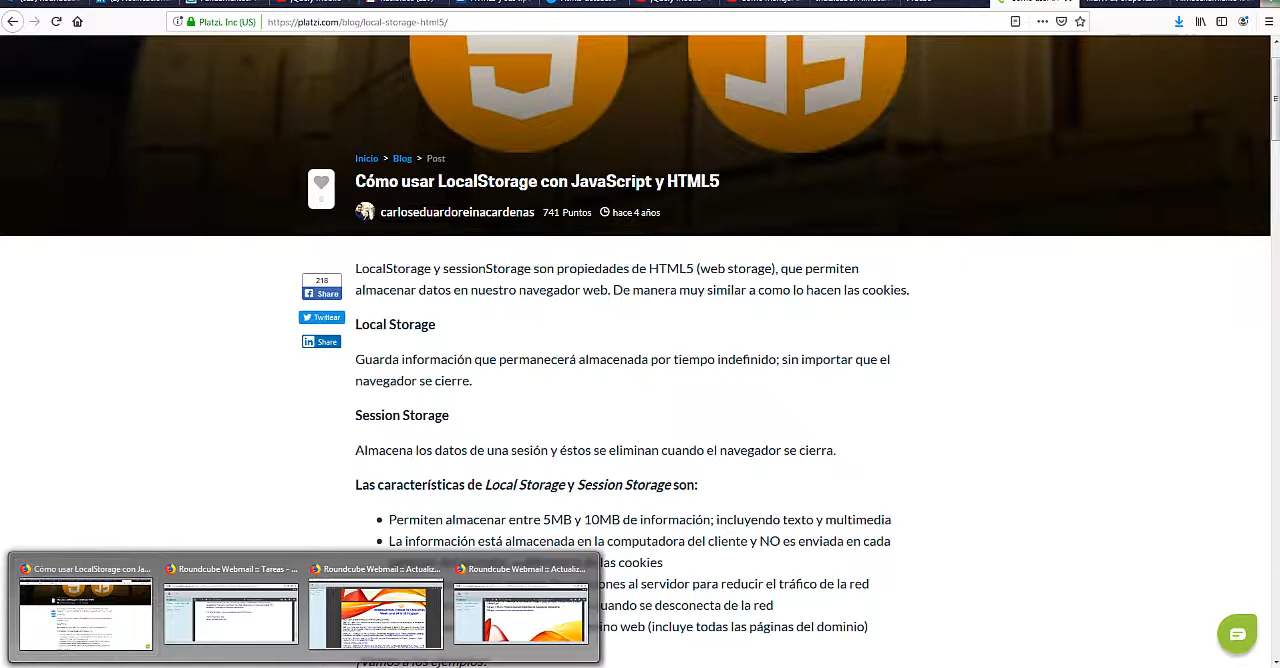 Platzi, Inc (US)
https://platzi.com/blog/local-storage-html5/
Inicio > Blog > Post
Cómo usar LocalStorage con JavaScript y HTML5
0
carloseduardoreinacardenas 741 Puntos hace 4 años
LocalStorage y sessionStorage son propiedades de HTML5 (web storage), que permiten
almacenar datos en nuestro navegador web. De manera muy similar a como lo hacen las cookies.
218
Share
Twittear
Share
Local Storage
Guarda información que permanecerá almacenada por tiempo indefinido; sin importar que el
navegador se cierre.
Session Storage
Almacena los datos de una sesión y éstos se eliminan cuando el navegador se cierra.
Las características de Local Storage y Session Storage son:
Permiten almacenar entre 5MB y 10MB de información; incluyendo texto y multimedia
La información está almacenada en la computadora del cliente y NO es enviada en cada
las cookies
ones al servidor para reducir el tráfico de la red
uando se desconecta de la red
(incluye todas las páginas del dominio)
¡Vamos a los ejemplos!
Cómo usar LocalStorage con Ja...
Roundcube Webmail :: Tareas – ...
Roundcube Webmail :: Actualiz...
Roundcube Webmail :: Actualiz...